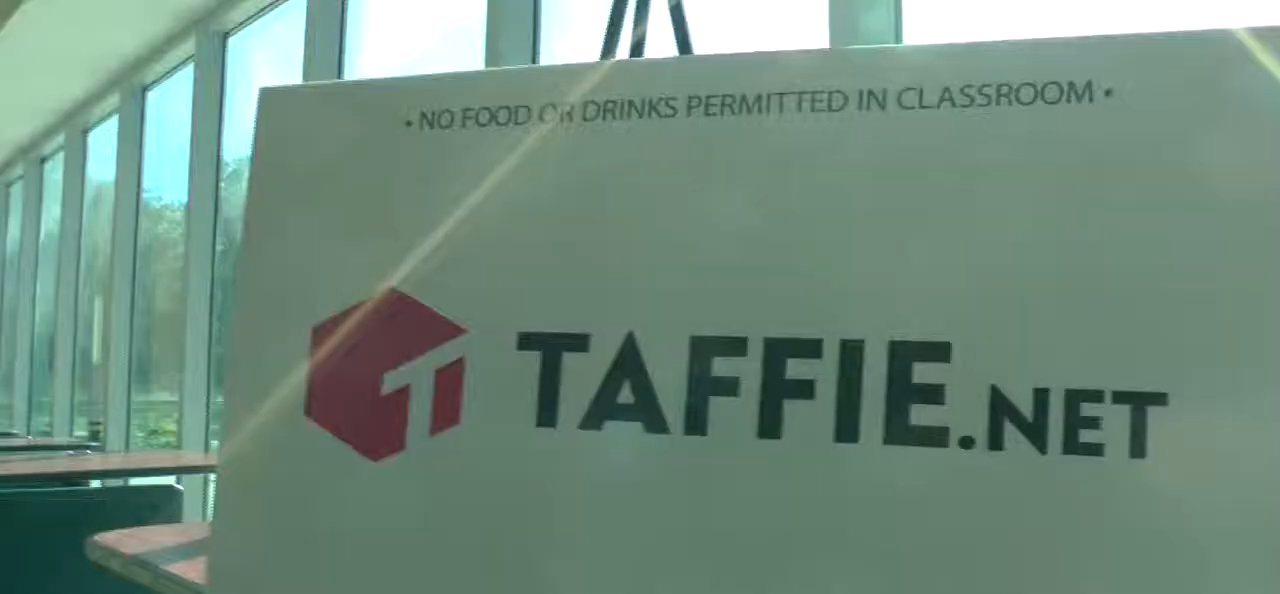 • NO FOOD OR DRINKS PERMITTED IN CLASSROOM •
T TAFFIE.NET